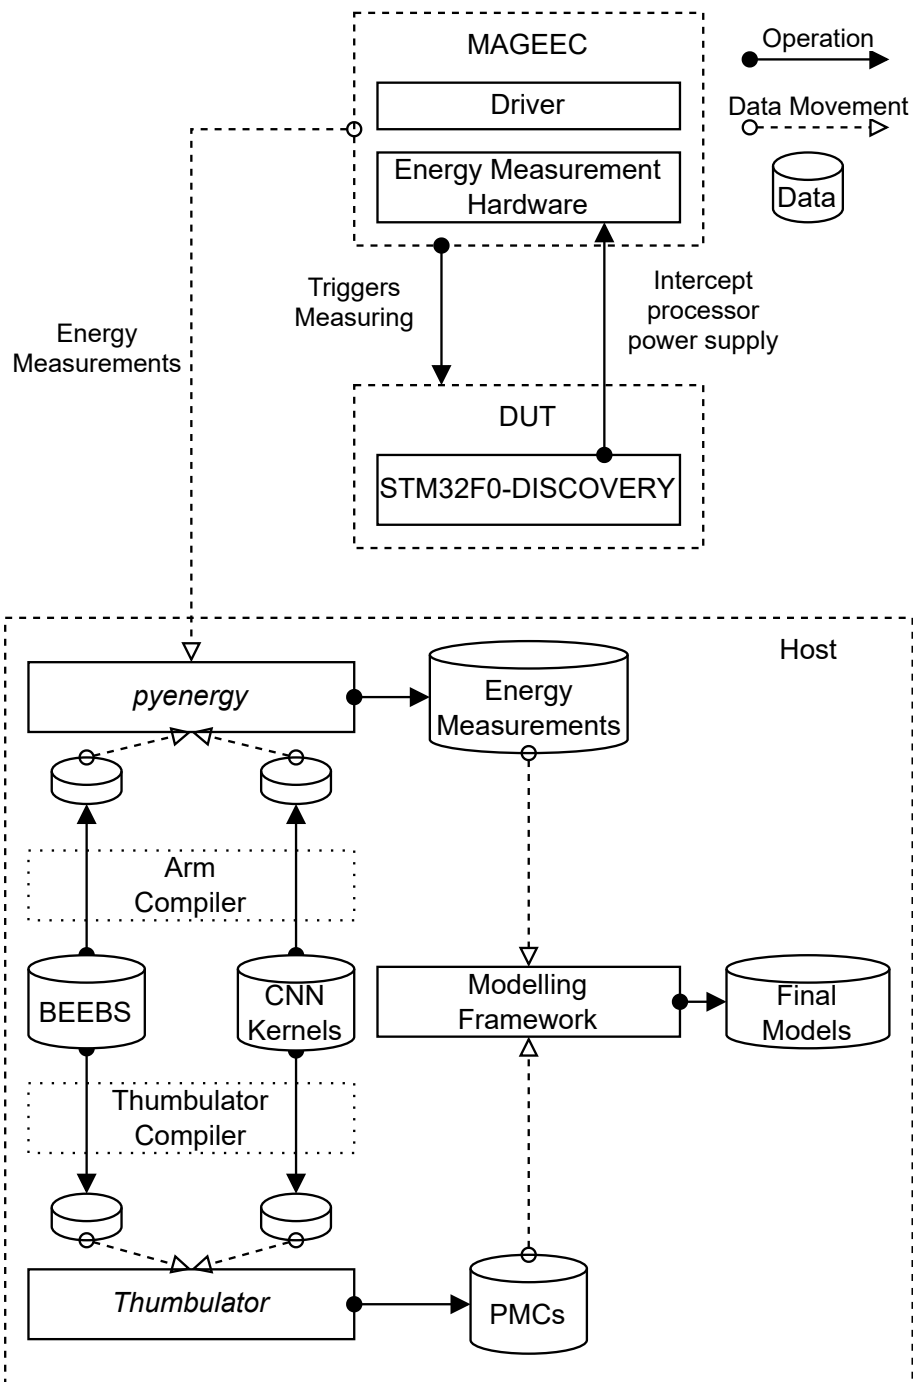 MAGEEC
Driver
Energy Measurement
Hardware
Operation
Data Movement
Data
Triggers
Measuring
Intercept
processor
power supply
Energy
Measurements
DUT
STM32F0-DISCOVERY
Host
pyenergy
Energy
Measurements
Arm
Compiler
BEEBS
CNN
Kernels
Modelling
Framework
Final
Models
Thumbulator
Compiler
Thumbulator
PMCs